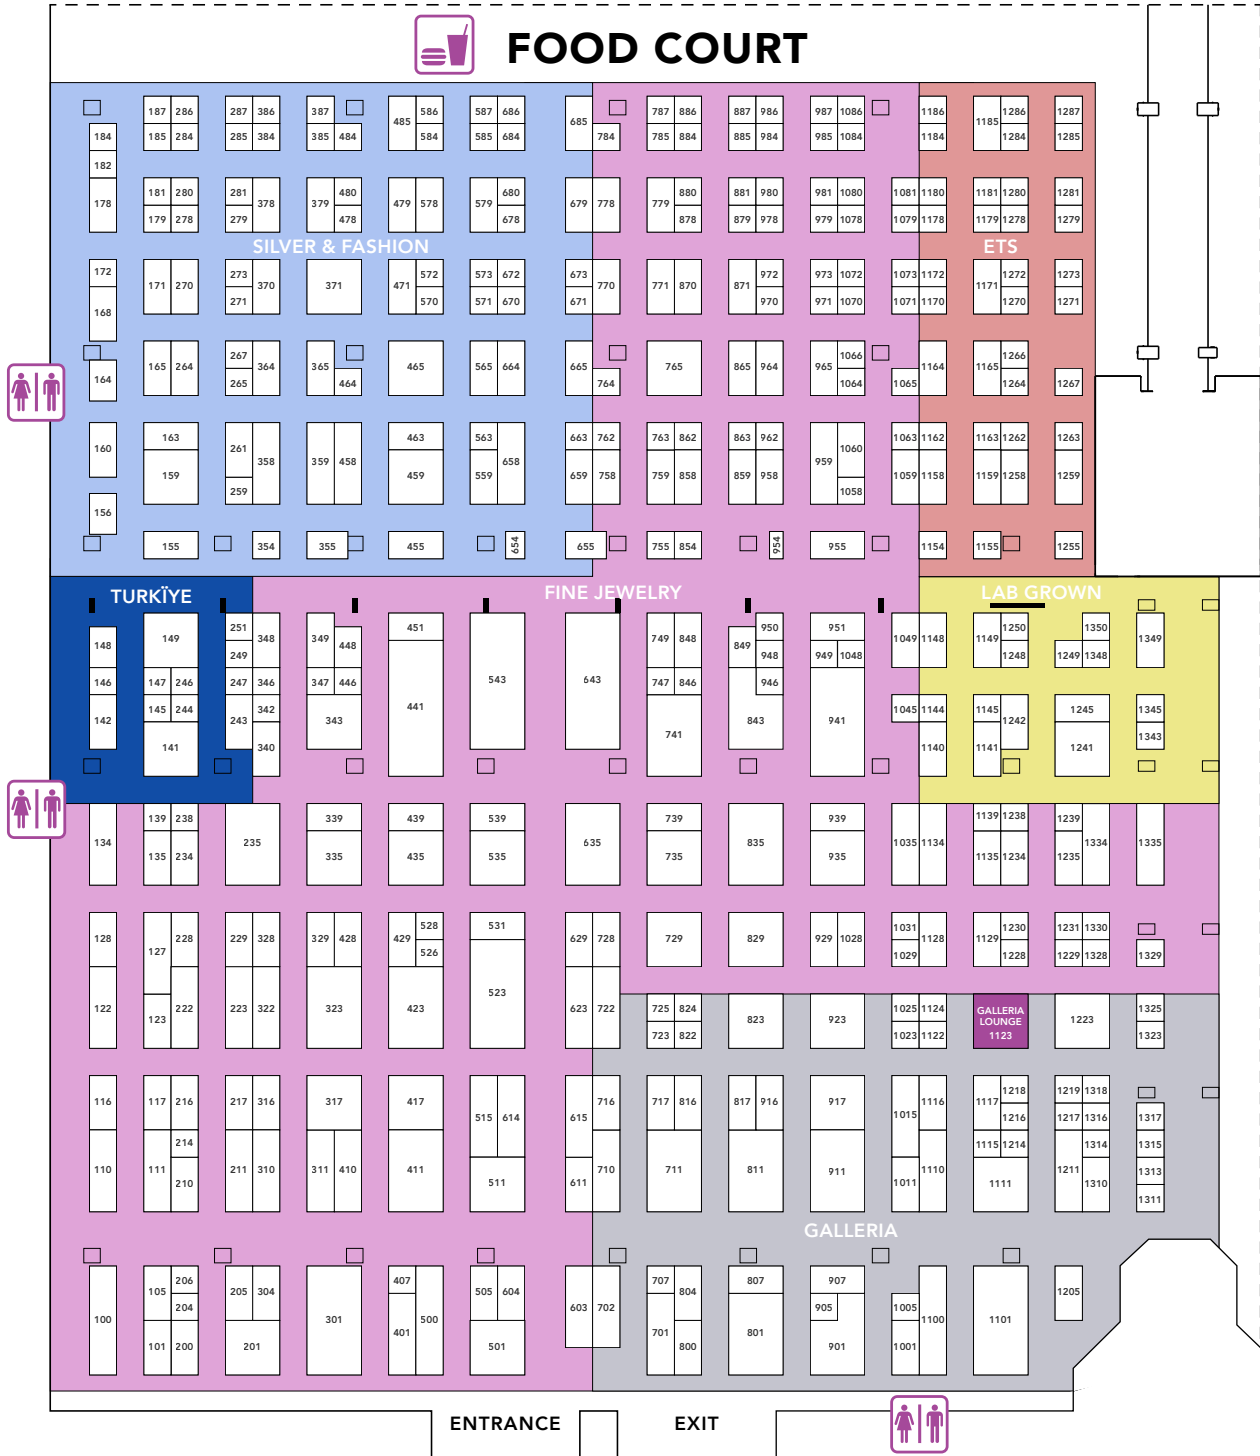 FOOD COURT
187 286 287 386 387 485 586 587 686 685 787 886 887 986 987 1086 1186 1185 1286 1287
184 185 284 285 384 385 484 584 585 684 784 785 884 885 984 985 1084 1184 1284 1285
182
178 181 280 281 378 379 480 479 578 579 680 679 778 779 880 881 980 981 1080 1081 1180 1181 1280 1281
179 278 279 478 678 878 879 978 979 1078 1079 1178 1179 1278 1279
SILVER & FASHION ETS
172 171 270 273 370 371 471 572 573 672 673 770 771 870 871 972 973 1072 1073 1172 1171 1272 1273
168 271 570 571 670 671 970 971 1070 1071 1170 1270 1271
164 165 264 267 364 365 465 565 664 665 765 865 964 965 1066 1164 1165 1266
265 464 764 1064 1065 1264 1267
160 163 261 358 359 458 463 563 658 663 762 763 862 863 962 959 1060 1063 1162 1163 1262 1263
159 259 459 559 659 758 759 858 859 958 1058 1059 1158 1159 1258 1259
156
155 354 355 455 654 655 755 854 954 955 1154 1155 1255
TURKÏYE FINE JEWELRY LAB GROWN
148 149 251 348 349 448 451 543 643 749 848 849 950 951 1049 1148 1149 1250 1350 1349
249 948 949 1048 1248 1249 1348
146 147 246 247 346 347 446 441 747 846 946
142 145 244 243 342 343 741 843 941 1045 1144 1145 1242 1245 1345
141 340 1140 1141 1241 1343
134 139 238 235 339 439 539 635 739 835 939 1035 1134 1139 1238 1239 1334 1335
135 234 335 435 535 735 935 1135 1234 1235
128 127 228 229 328 329 428 429 528 531 629 728 729 829 929 1028 1031 1128 1129 1230 1231 1330
526 1029 1228 1229 1328 1329
122 123 222 223 322 323 423 523 623 722 725 824 823 923 1025 1124 GALLERIA 1223 1325
LOUNGE
723 822 1023 1122 1123 1323
116 117 216 217 316 317 417 515 614 615 716 717 816 817 916 917 1015 1116 1117 1218 1219 1318
1216 1217 1316 1317
110 111 214 211 310 311 410 411 511 611 710 711 811 911 1011 1110 1115 1214 1211 1314 1315
210 1111 1310 1313
1311
GALLERIA
100 105 206 205 304 301 407 500 505 604 603 702 707 804 807 907 1005 1100 1101 1205
204 905
101 200 201 401 501 701 800 801 901 1001
ENTRANCE EXIT